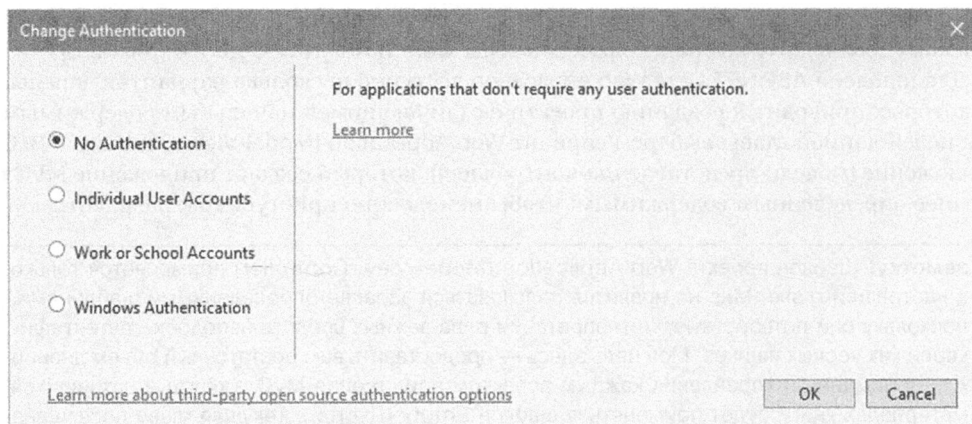 Change Authentication
For applications that don't require any user authentication.
Learn more
No Authentication
Individual User Accounts
Work or School Accounts
Windows Authentication
Learn more about third-party open source authentication options
OK
Cancel